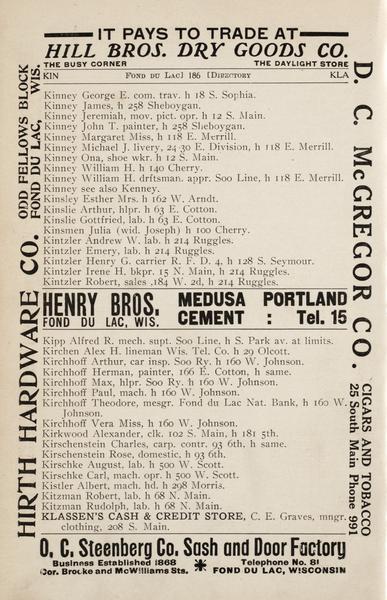 IT PAYS TO TRADE AT
HILL BROS. DRY GOODS CO.
THE BUSY CORNER THE DAYLIGHT STORE
KIN FOND DU LAC] 186 [DIRECTORY KLA
Kinney George E. com. trav. h 18 S. Sophia.
Kinney James, h 258 Sheboygan.
Kinney Jeremiah, mov. pict. opr. h 12 S. Main.
Kinney John T. painter, h 258 Sheboygan.
Kinney Margaret Miss, h 118 E. Merrill.
Kinney Michael J. livery, 24-30 E. Division, h 118 E. Merrill.
Kinney Ona, shoe wkr. h 12 S. Main.
Kinney William H. h 140 Cherry.
Kinney William H. drftsman. appr. Soo Line, h 118 E. Merrill.
Kinney see also Kenney.
Kinsley Esther Mrs. h 162 W. Arndt.
Kinslie Arthur, hlpr. h 63 E. Cotton.
Kinslie Gottfried, lab. h 63 E. Cotton.
Kinsmen Julia (wid. Joseph) h 100 Cherry.
Kintzler Andrew W. lab. h 214 Ruggles.
Kintzler Emery, lab. h 214 Ruggles.
Kintzler Henry G. carrier R. F. D. 4, h 128 S. Seymour.
Kintzler Irene H. bkpr. 15 N. Main, h 214 Ruggles.
Kintzler Robert, sales .184 W. 2d, h 214 Ruggles.
HENRY BROS. MEDUSA PORTLAND
FOND DU LAC, WIS. CEMENT : Tel. 15
Kipp Alfred R. mech. supt. Soo Line, h S. Park av. at limits.
Kirchen Alex H. lineman Wis. Tel. Co. h 29 Olcott.
Kirchhoff Arthur, car insp. Soo Ry. h 160 W. Johnson.
Kirchhoff Herman, painter, 166 E. Cotton, h same.
Kirchhoff Max, hlpr. Soo Ry. h 160 W. Johnson.
Kirchhoff Paul, mach. h 160 W. Johnson.
Kirchhoff Theodore, mesgr. Fond du Lac Nat. Bank, h 160 W.
Johnson.
Kirchhoff Vera Miss, h 160 W. Johnson.
Kirkwood Alexander, clk. 102 S. Main, h 181 5th.
Kirschenstein Charles, carp. contr. 93 6th, h same.
Kirschenstein Rose, domestic, h 93 6th.
Kirschke August, lab. h 500 W. Scott.
Kirschke Carl, mach. opr. h 500 W. Scott.
Kistler Albert, mach. hd. h 298 Morris.
Kitzman Robert, lab. h 68 N. Main.
Kitzman Rudolph, lab. h 68 N. Main.
KLASSEN'S CASH & CREDIT STORE, C. E. Graves, mngr.
clothing, 208 S. Main.
O. C. Steenberg Co. Sash and Door Factory
Business Established 1868 Telephone No. 81
Cor. Brooke and McWilliams Sts. FOND DU LAC, WISCONSIN
HIRTH HARDWARE CO. ODD FELLOWS BLOCK
FOND DU LAC, WIS.
D. C. McGREGOR CO. CIGARS AND TOBACCO
25 South Main Phone 991